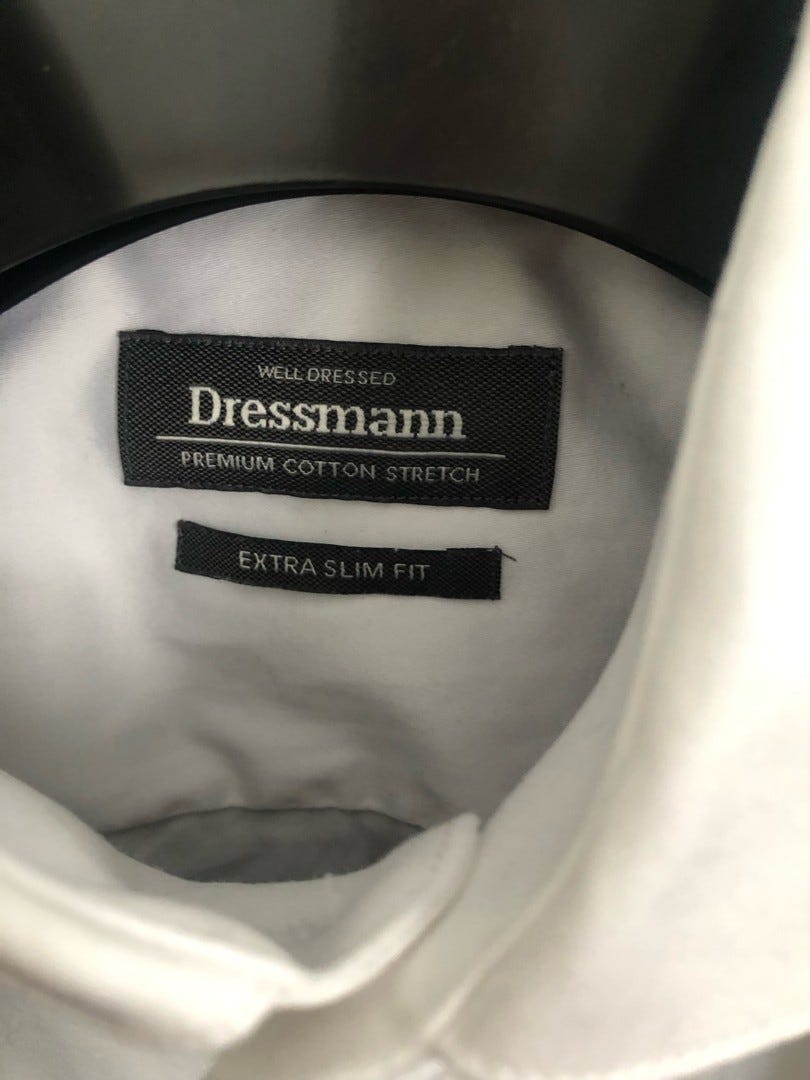 WELL DRESSED
Dressmann
PREMIUM COTTON STRETCH
EXTRA SLIM FIT